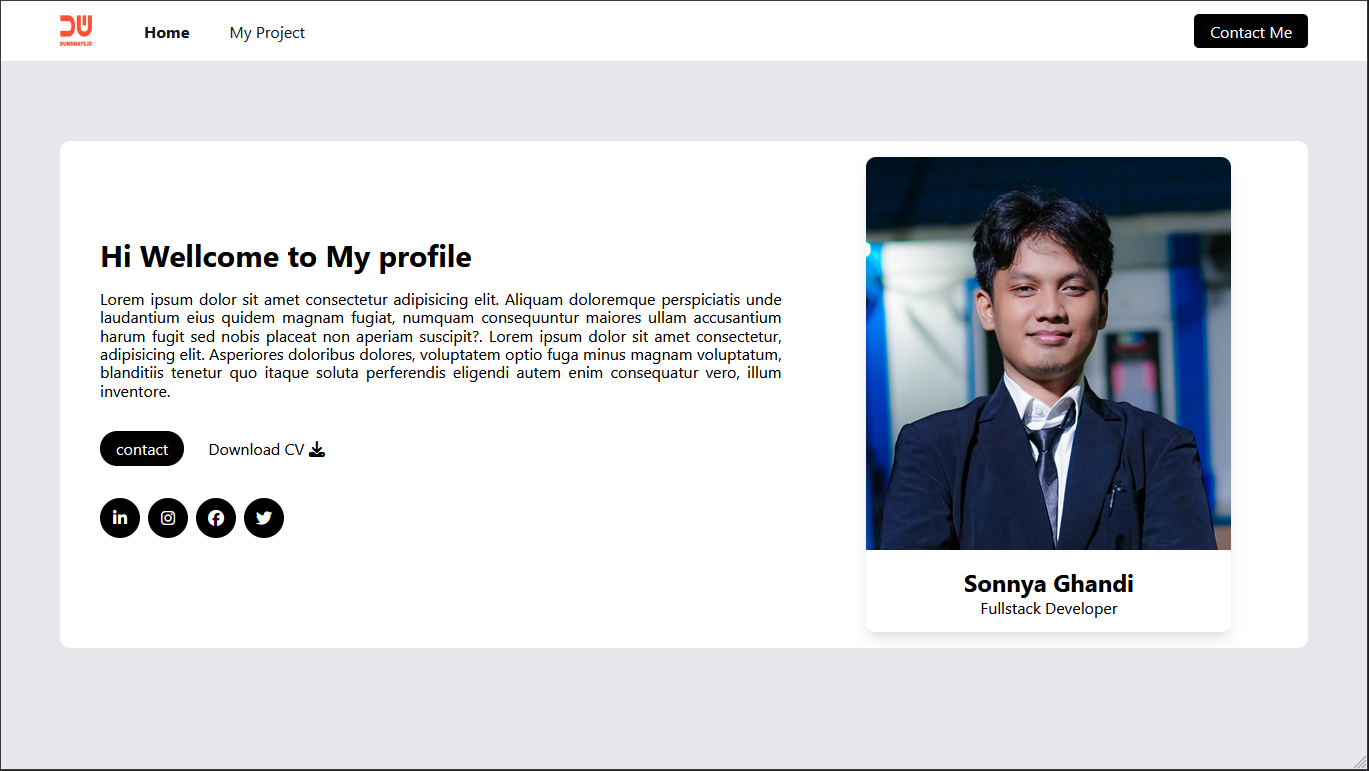 DUMBWAYS.ID
Home
My Project
Contact Me
Hi Wellcome to My profile
Lorem ipsum dolor sit amet consectetur adipisicing elit. Aliquam doloremque perspiciatis unde
laudantium eius quidem magnam fugiat, numquam consequuntur maiores ullam accusantium
harum fugit sed nobis placeat non aperiam suscipit?. Lorem ipsum dolor sit amet consectetur,
adipisicing elit. Asperiores doloribus dolores, voluptatem optio fuga minus magnam voluptatum,
blanditiis tenetur quo itaque soluta perferendis eligendi autem enim consequatur vero, illum
inventore.
contact
Download CV
in
Sonnya Ghandi
Fullstack Developer